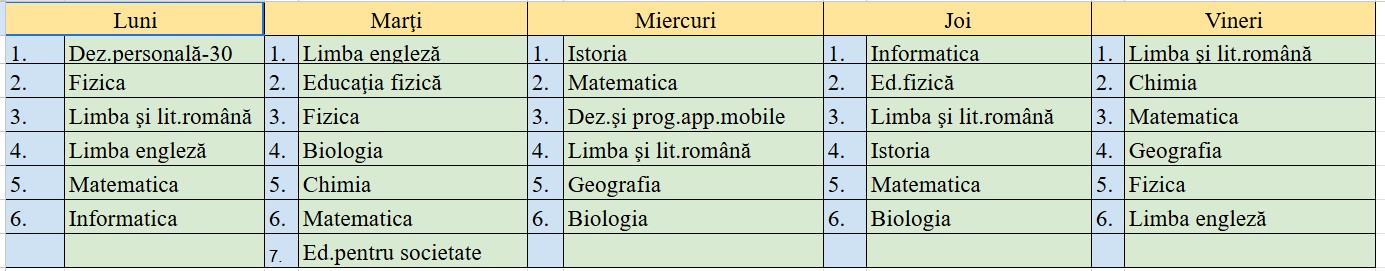 Luni Marţi Miercuri Joi Vineri
1. Dez.personală-30 1. Limba engleză 1. Istoria 1. Informatica 1. Limba şi lit.română
2. Fizica 2. Educaţia fizică 2. Matematica 2. Ed.fizică 2. Chimia
3. Limba şi lit.română 3. Fizica 3. Dez.şi prog.app.mobile 3. Limba şi lit.română 3. Matematica
4. Limba engleză 4. Biologia 4. Limba şi lit.română 4. Istoria 4. Geografia
5. Matematica 5. Chimia 5. Geografia 5. Matematica 5. Fizica
6. Informatica 6. Matematica 6. Biologia 6. Biologia 6. Limba engleză
7. Ed.pentru societate